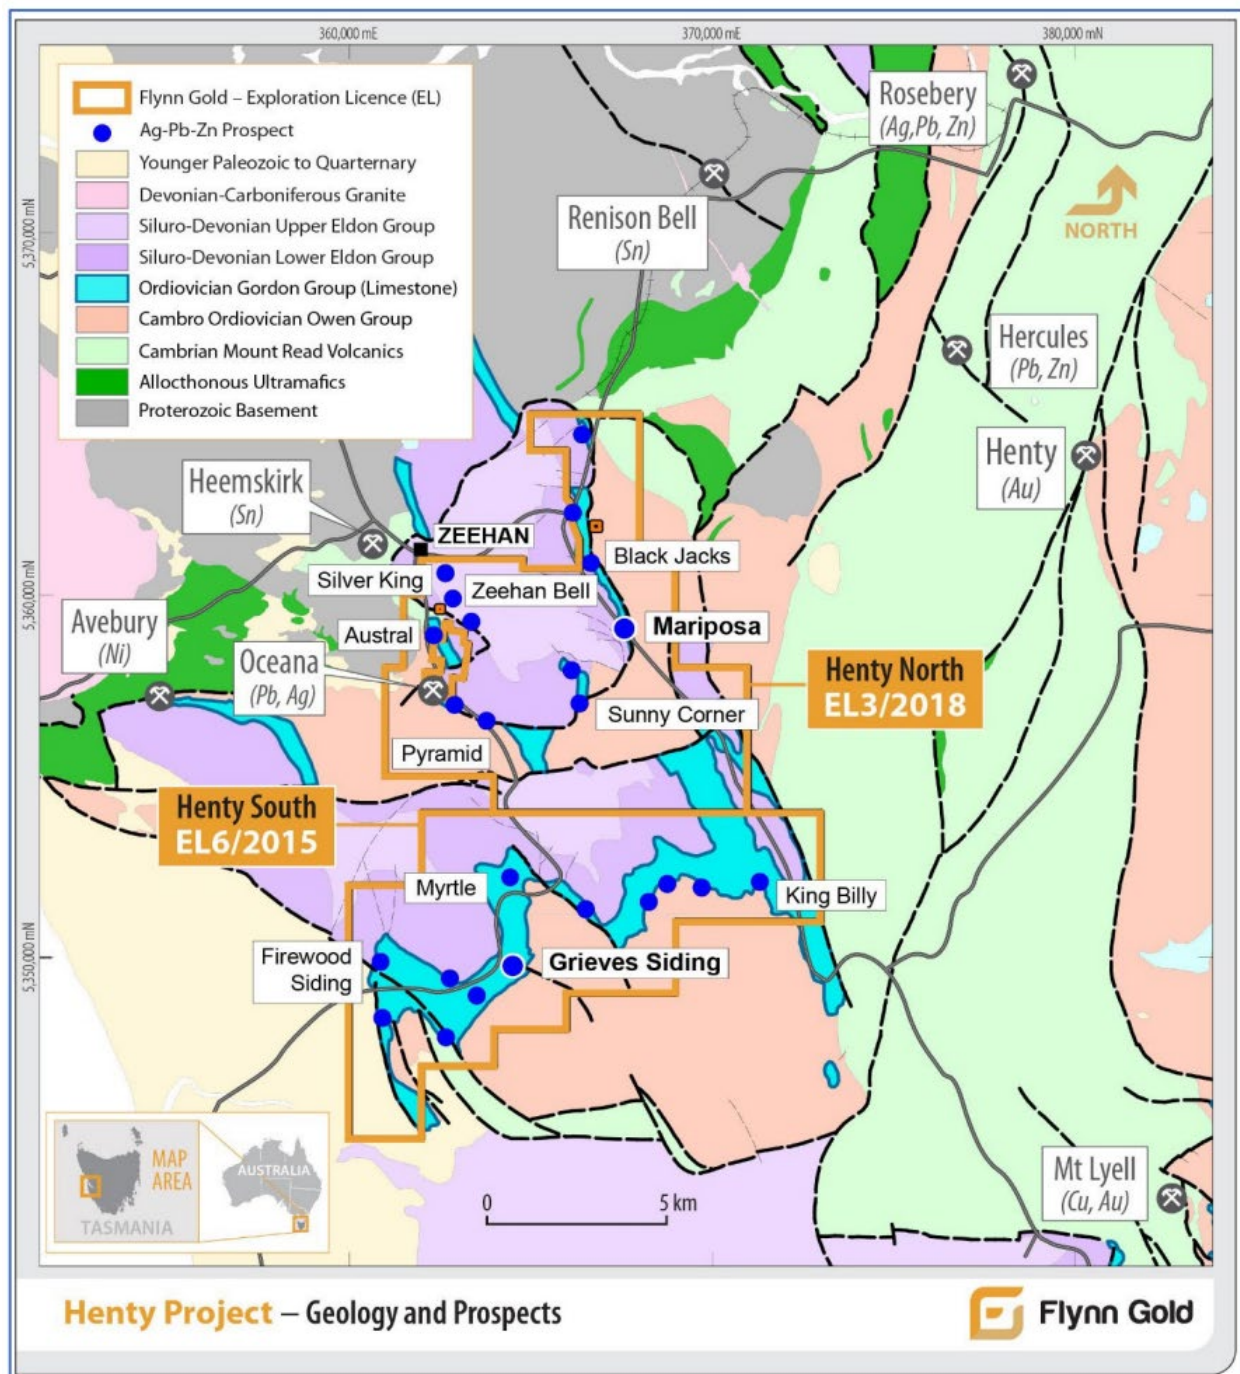 360,000 mE
370,000 mE
380,000 mN
5,370,000 mN
5,360,000 mN
5,350,000 mN
Flynn Gold – Exploration Licence (EL)
Ag-Pb-Zn Prospect
Younger Paleozoic to Quarternary
Devonian-Carboniferous Granite
Siluro-Devonian Upper Eldon Group
Siluro-Devonian Lower Eldon Group
Ordiovician Gordon Group (Limestone)
Cambro Ordiovician Owen Group
Cambrian Mount Read Volcanics
Allocthonous Ultramafics
Proterozoic Basement
Rosebery
(Ag,Pb, Zn)
NORTH
Renison Bell
(Sn)
Hercules
(Pb, Zn)
Henty
(Au)
Heemskirk
(Sn)
ZEEHAN
Black Jacks
Silver King
Zeehan Bell
Avebury
(Ni)
Austral
Mariposa
Oceana
(Pb, Ag)
Henty North
EL3/2018
Sunny Corner
Pyramid
Henty South
EL6/2015
Myrtle
King Billy
Firewood
Siding
Grieves Siding
MAP
AREA
TASMANIA
AUSTRALIA
0 5 km
Mt Lyell
(Cu, Au)
Henty Project – Geology and Prospects
Flynn Gold